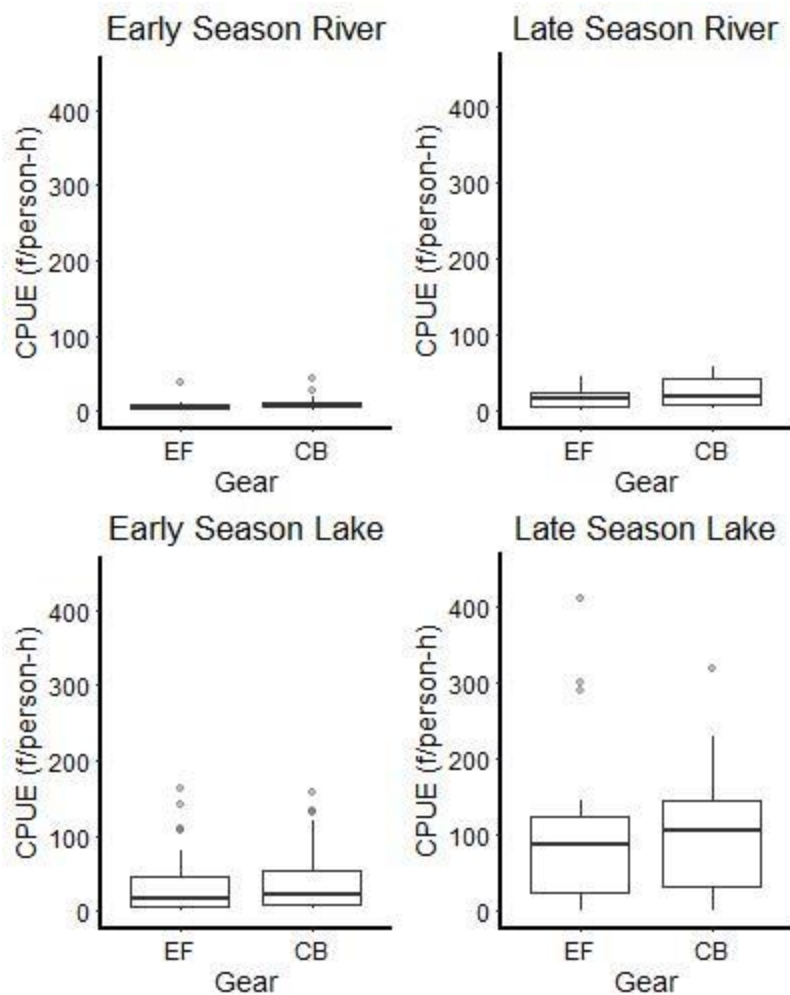 Early Season River
CPUE (f/person-h)
400
300
200
100
0
EF CB
Gear
Late Season River
CPUE (f/person-h)
400
300
200
100
0
EF CB
Gear
Early Season Lake
CPUE (f/person-h)
400
300
200
100
0
EF CB
Gear
Late Season Lake
CPUE (f/person-h)
400
300
200
100
0
EF CB
Gear